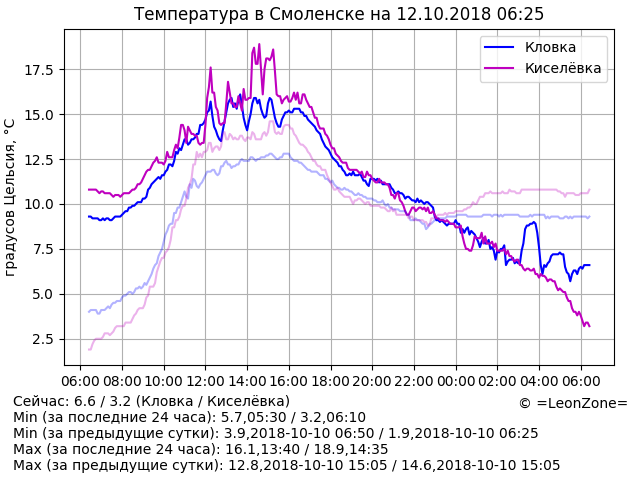 Температура в Смоленске на 12.10.2018 06:25
Кловка
Киселёвка
градусов Цельсия, °C
17.5
15.0
12.5
10.0
7.5
5.0
2.5
06:00 08:00 10:00 12:00 14:00 16:00 18:00 20:00 22:00 00:00 02:00 04:00 06:00
Сейчас: 6.6 / 3.2 (Кловка / Киселёвка)
© =LeonZone=
Min (за последние 24 часа): 5.7,05:30 / 3.2,06:10
Min (за предыдущие сутки): 3.9,2018-10-10 06:50 / 1.9,2018-10-10 06:25
Max (за последние 24 часа): 16.1,13:40 / 18.9,14:35
Max (за предыдущие сутки): 12.8,2018-10-10 15:05 / 14.6,2018-10-10 15:05